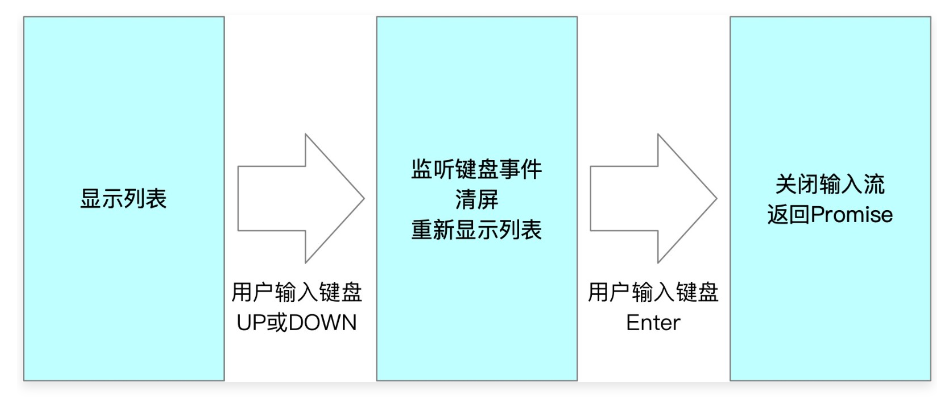 显示列表
用户输入键盘
UP或DOWN
监听键盘事件
清屏
重新显示列表
用户输入键盘
Enter
关闭输入流
返回Promise